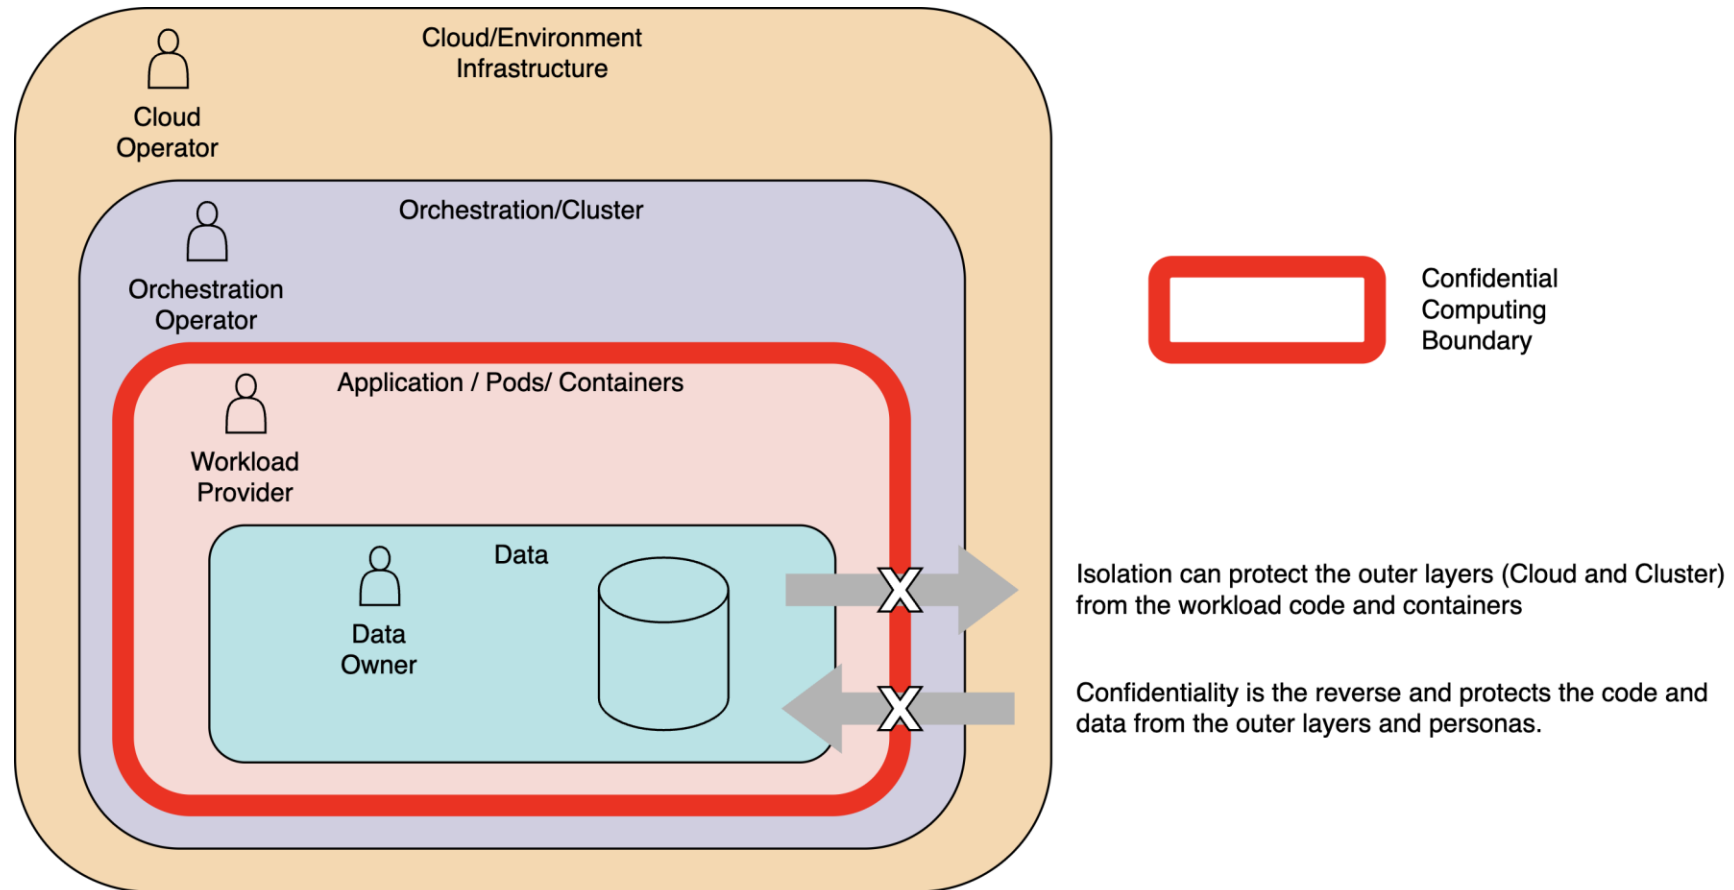 Cloud/Environment
Infrastructure
Cloud
Operator
Orchestration/Cluster
Orchestration
Operator
Application / Pods/ Containers
Workload
Provider
Data
Data
Owner
X
X
Confidential
Computing
Boundary
Isolation can protect the outer layers (Cloud and Cluster)
from the workload code and containers
Confidentiality is the reverse and protects the code and
data from the outer layers and personas.